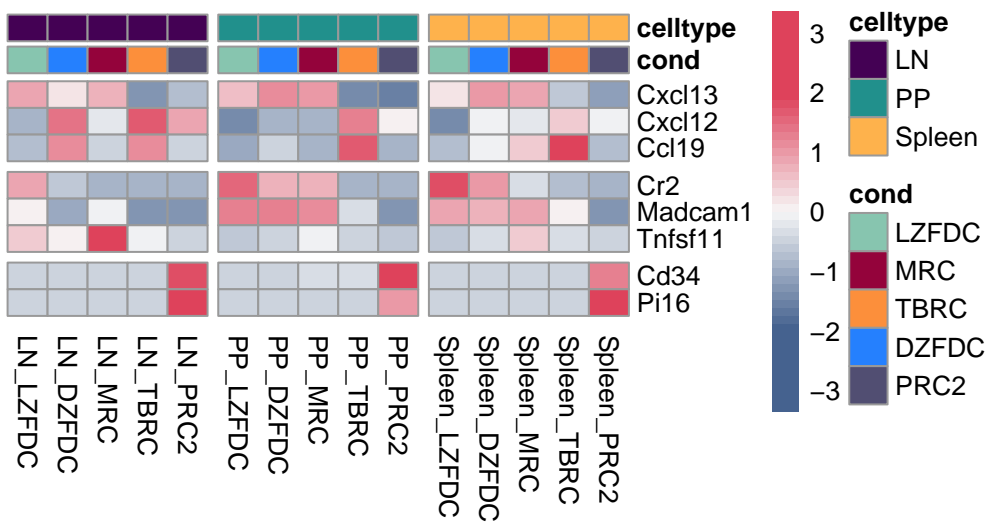 celltype
cond
Cxcl13
Cxcl12
Ccl19
Cr2
Madcam1
Tnfsf11
Cd34
Pi16
LN_LZFDC
LN_DZFDC
LN_MRC
LN_TBRC
LN_PRC2
PP_LZFDC
PP_DZFDC
PP_MRC
PP_TBRC
PP_PRC2
Spleen_LZFDC
Spleen_DZFDC
Spleen_MRC
Spleen_TBRC
Spleen_PRC2
3
2
1
0
−1
−2
−3
celltype
LN
PP
Spleen
cond
LZFDC
MRC
TBRC
DZFDC
PRC2